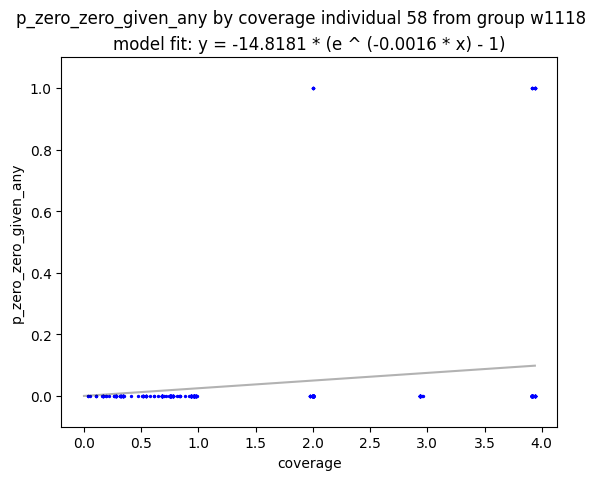 p_zero_zero_given_any by coverage individual 58 from group w1118
model fit: y = -14.8181 * (e ^ (-0.0016 * x) - 1)
1.0
0.8
0.6
0.4
0.2
0.0
p_zero_zero_given_any
0.0 0.5 1.0 1.5 2.0 2.5 3.0 3.5 4.0
coverage